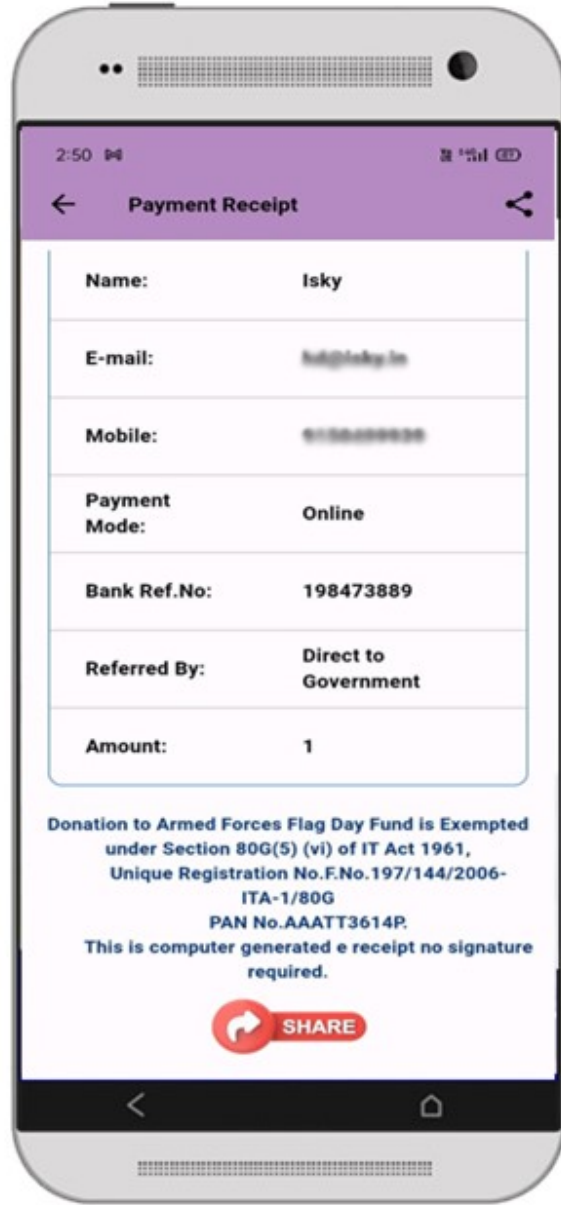 2:50
Payment Receipt
Name: Isky
E-mail:
Mobile:
Payment
Mode: Online
Bank Ref.No: 198473889
Referred By: Direct to
Government
Amount: 1
Donation to Armed Forces Flag Day Fund is Exempted
under Section 80G(5) (vi) of IT Act 1961,
Unique Registration No.F.No.197/144/2006-
ITA-1/80G
PAN No.AAATT3614P.
This is computer generated e receipt no signature
required.
SHARE